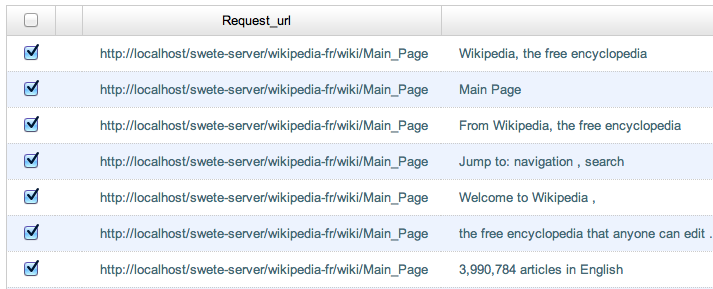 Request_url
http://localhost/swete-server/wikipedia-fr/wiki/Main_Page Wikipedia, the free encyclopedia
http://localhost/swete-server/wikipedia-fr/wiki/Main_Page Main Page
http://localhost/swete-server/wikipedia-fr/wiki/Main_Page From Wikipedia, the free encyclopedia
http://localhost/swete-server/wikipedia-fr/wiki/Main_Page Jump to: navigation , search
http://localhost/swete-server/wikipedia-fr/wiki/Main_Page Welcome to Wikipedia ,
http://localhost/swete-server/wikipedia-fr/wiki/Main_Page the free encyclopedia that anyone can edit .
http://localhost/swete-server/wikipedia-fr/wiki/Main_Page 3,990,784 articles in English